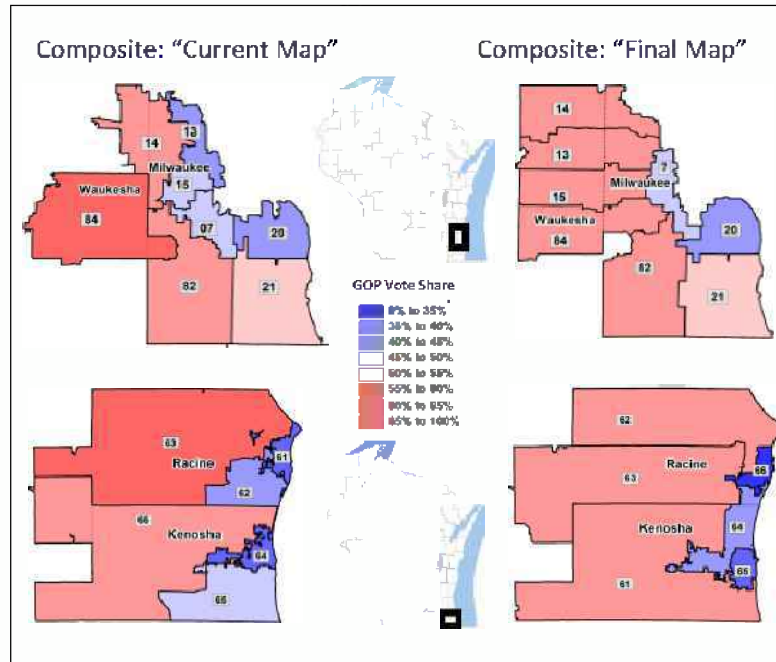 Composite: “Current Map”
Composite: “Final Map”
14
13
Milwaukee
15
Waukesha
84
07
20
82
21
14
13
7
Milwaukee
15
Waukesha
84
20
82
21
GOP Vote Share
0% to 35%
35% to 40%
40% to 45%
45% to 50%
50% to 55%
55% to 60%
60% to 65%
65% to 100%
63
Racine
61
62
66
Kenosha
64
65
62
Racine
66
63
64
Kenosha
65
61